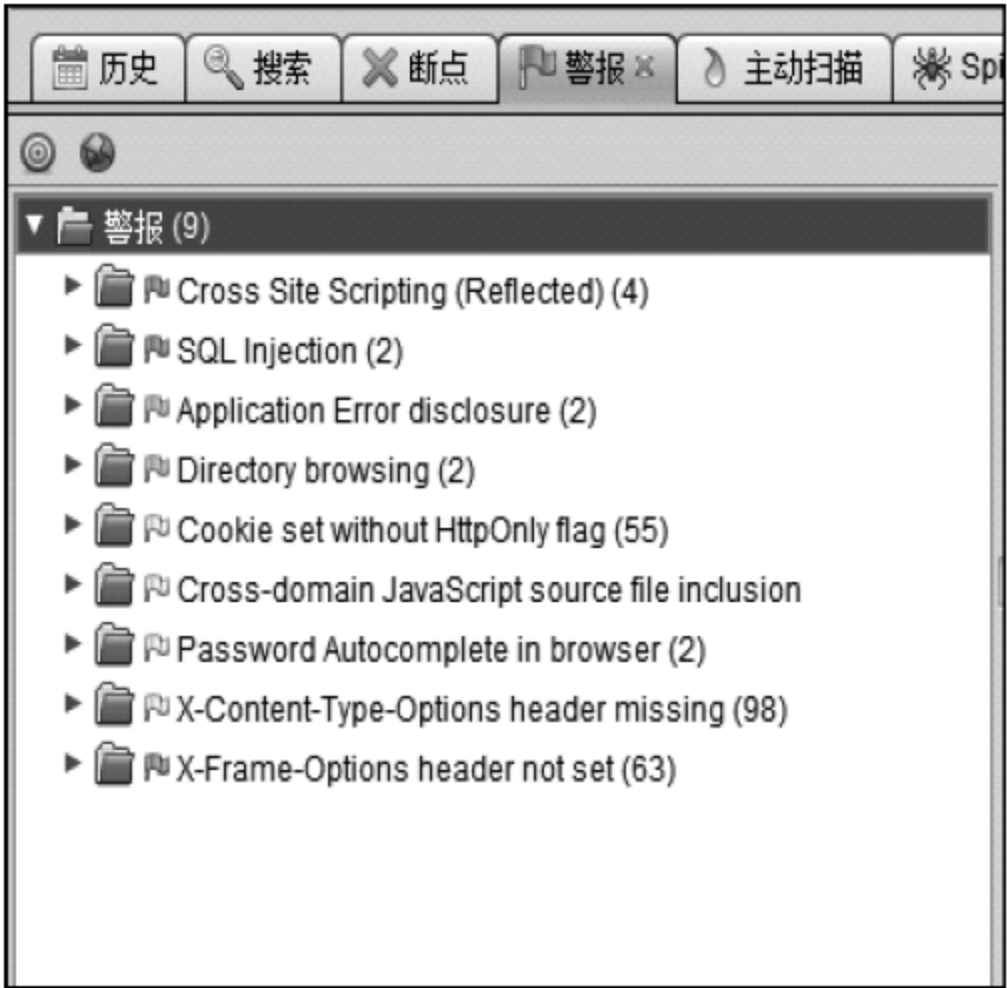 历史 搜索 断点 警报 主动扫描 Spi
警报 (9)
Cross Site Scripting (Reflected) (4)
SQL Injection (2)
Application Error disclosure (2)
Directory browsing (2)
Cookie set without HttpOnly flag (55)
Cross-domain JavaScript source file inclusion
Password Autocomplete in browser (2)
X-Content-Type-Options header missing (98)
X-Frame-Options header not set (63)